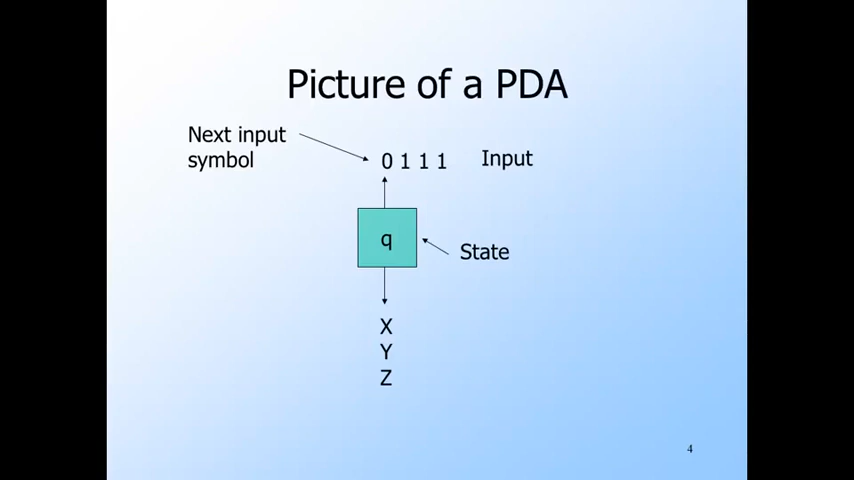 Picture of a PDA
Next input
symbol
0 1 1 1
Input
q
State
X
Y
Z
4